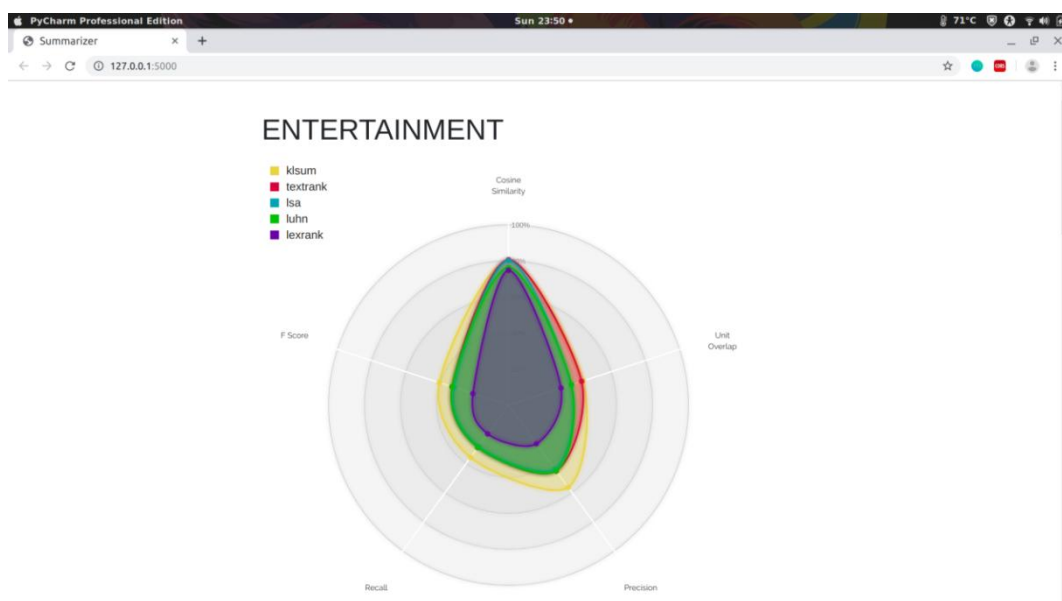 PyCharm Professional Edition
Sun 23:50
71°C
Summarizer
127.0.0.1:5000
ENTERTAINMENT
klsum
textrank
lsa
luhn
lexrank
Cosine
Similarity
100%
F Score
Unit
Overlap
Recall
Precision